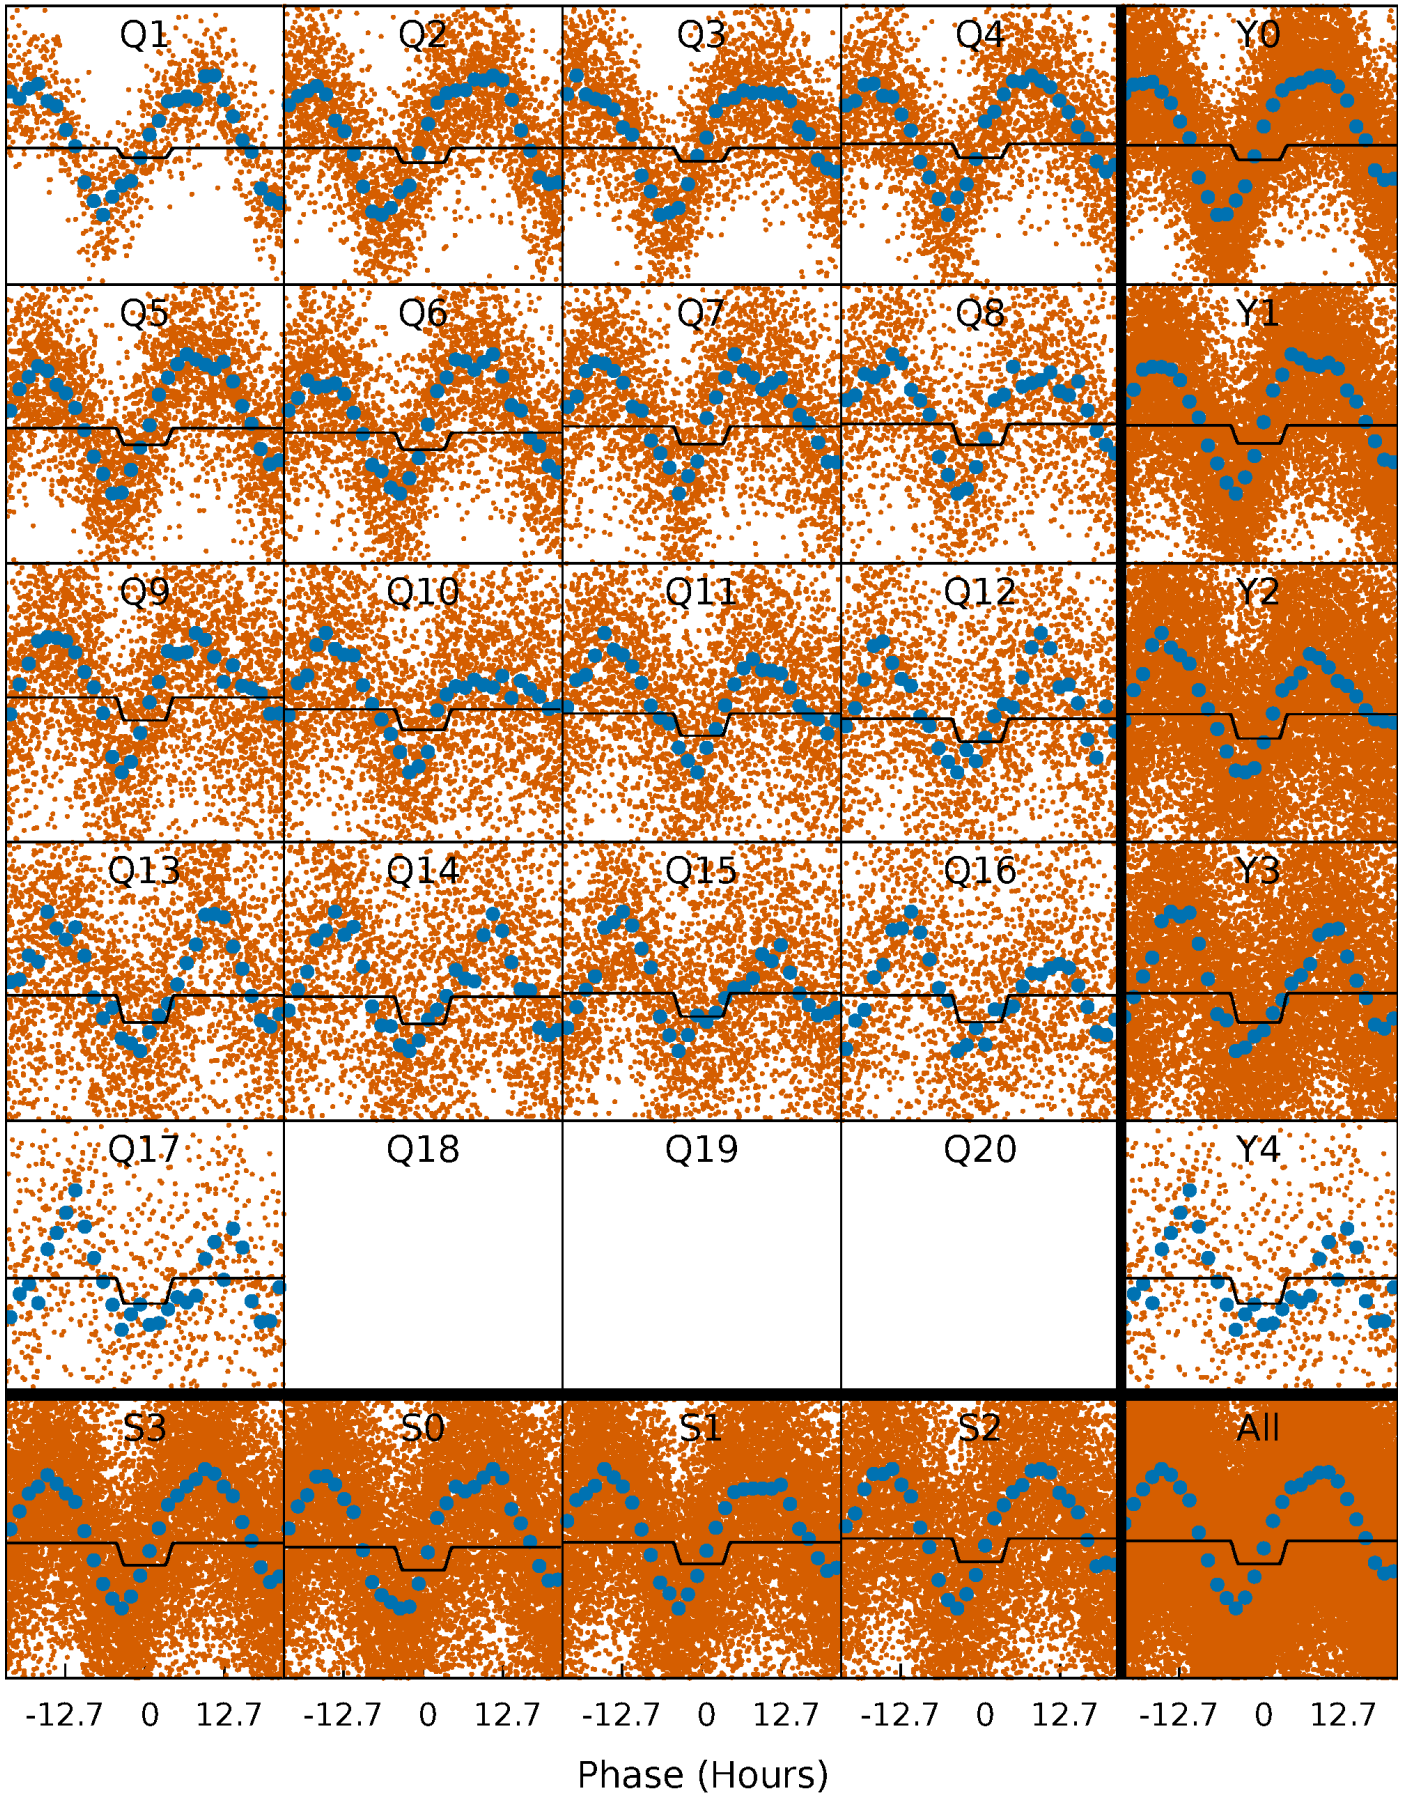 Q1 Q2 Q3 Q4 Y0
Q5 Q6 Q7 Q8 Y1
Q9 Q10 Q11 Q12 Y2
Q13 Q14 Q15 Q16 Y3
Q17 Q18 Q19 Q20 Y4
S3 S0 S1 S2 All
-12.7 0 12.7 -12.7 0 12.7 -12.7 0 12.7 -12.7 0 12.7 -12.7 0 12.7
Phase (Hours)